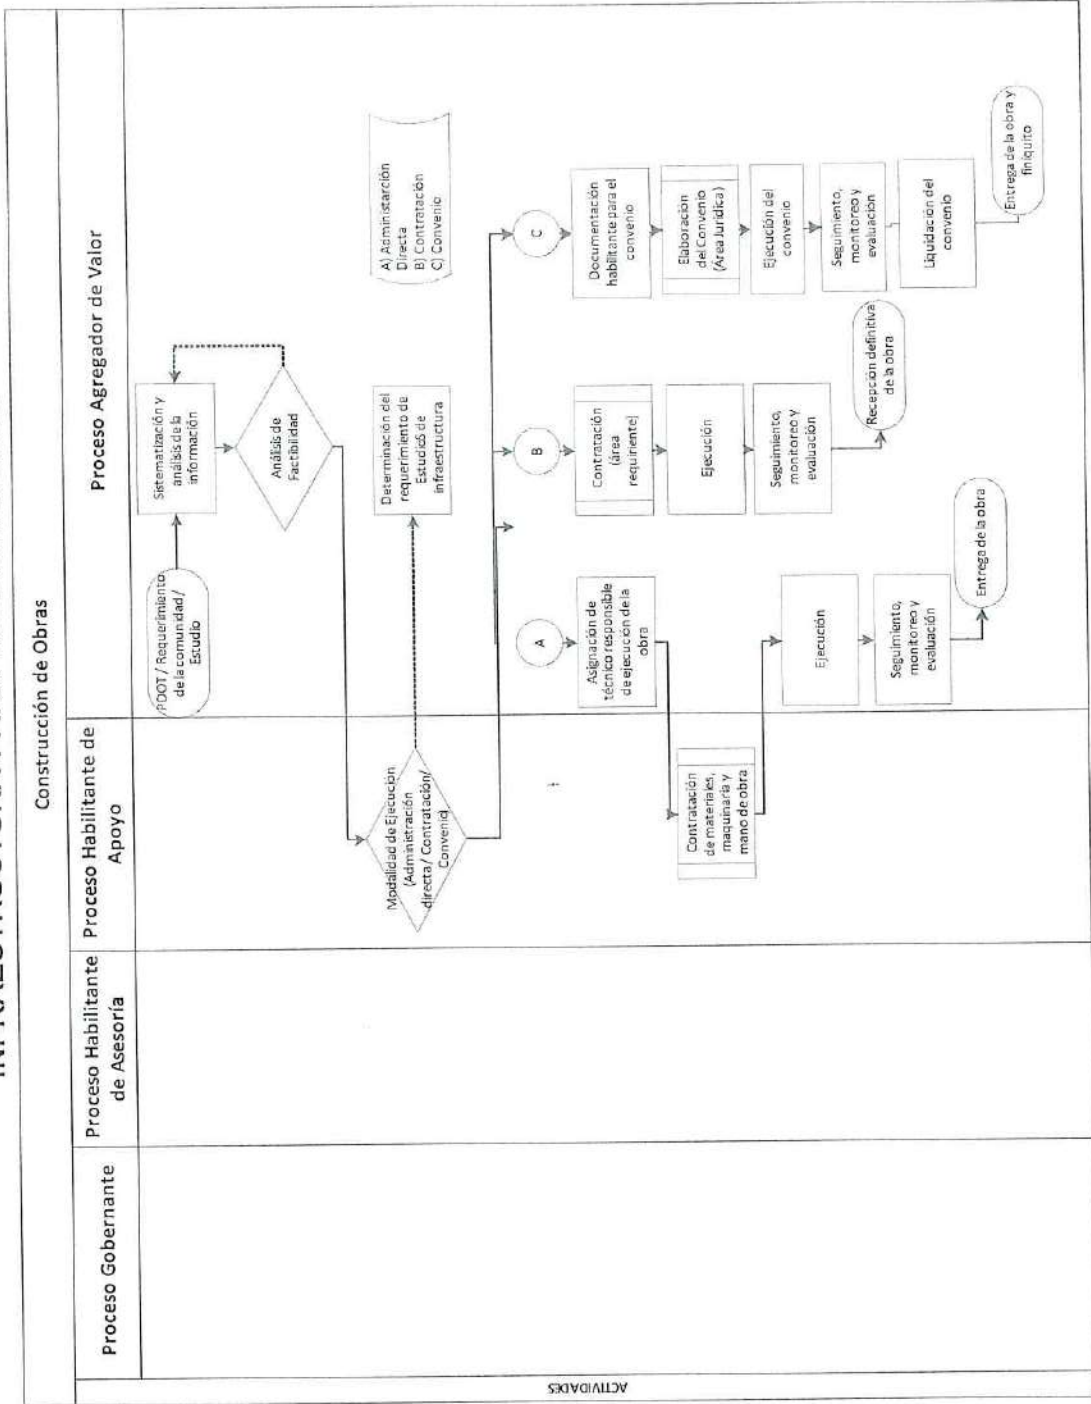 Construcción de Obras
Proceso Gobernante
Proceso Habilitante
de Asesoría
Proceso Habilitante de
Apoyo
Proceso Agregador de Valor
ACTIVIDADES
PDOT / Requerimiento
de la comunidad /
Estudio
Sistematización y
análisis de la
información
Análisis de
Factibilidad
Modalidad de Ejecución
(Administración
directa / Contratación/
Convenio)
Determinación del
requerimiento de
Estudios de
infraestructura
A) Administarción
Directa
B) Contratación
C) Convenio
A
Asignación de
técnico responsible
de ejecución de la
obra
Contratación
de materiales,
maquinaria y
mano de obra
Ejecución
Seguimiento,
monitoreo y
evaluación
Entrega de la obra
B
Contratación
(área
requiriente)
Ejecución
Seguimiento,
monitoreo y
evaluación
Recepción definitiva
de la obra
C
Documentación
habilitante para el
convenio
Elaboración
del Convenio
(Área Jurídica)
Ejecución del
convenio
Seguimiento,
monitoreo y
evaluación
Liquidación del
convenio
Entrega de la obra y
finiquito